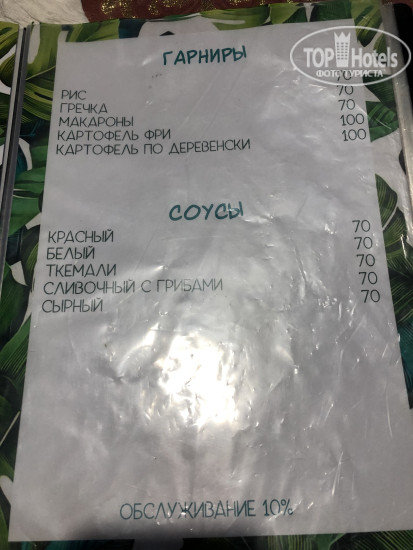 TOP Hotels
ФОТО ТУРИСТА
ГАРНИРЫ
РИС 70
ГРЕЧКА 70
МАКАРОНЫ 70
КАРТОФЕЛЬ ФРИ 100
КАРТОФЕЛЬ ПО ДЕРЕВЕНСКИ 100
СОУСЫ
КРАСНЫЙ 70
БЕЛЫЙ 70
ТКЕМАЛИ 70
СЛИВОЧНЫЙ С ГРИБАМИ 70
СЫРНЫЙ 70
ОБСЛУЖИВАНИЕ 10%